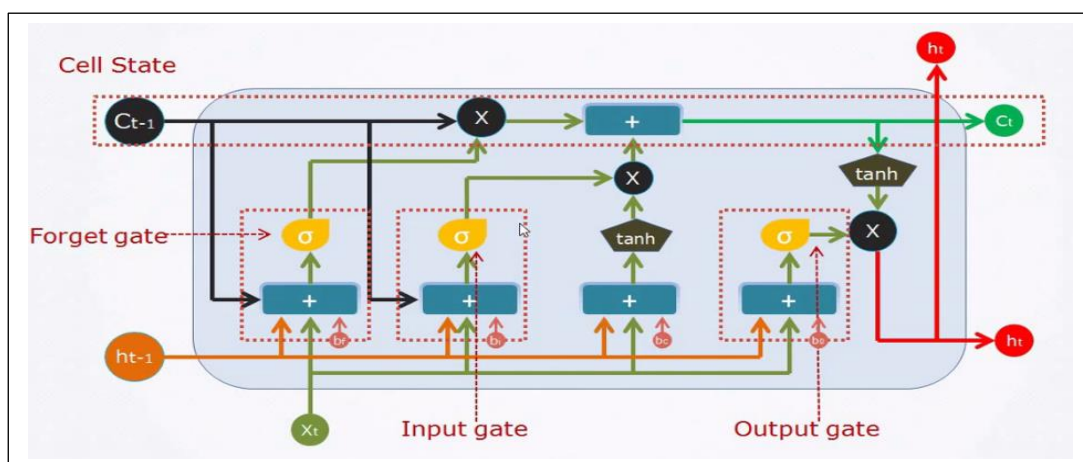 hₜ
Cell State
Cₜ₋₁
X
+
Cₜ
tanh
X
σ
σ
tanh
σ
X
Forget gate
+
+
+
+
hₜ₋₁
bf
bᵢ
bc
b₀
hₜ
Xₜ
Input gate
Output gate